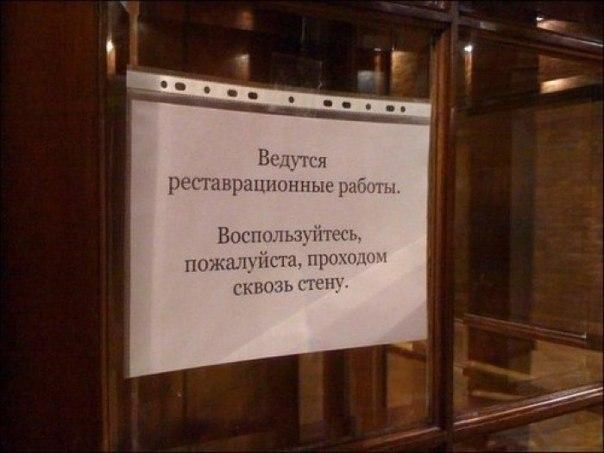 Ведутся
реставрационные работы.
Воспользуйтесь,
пожалуйста, проходом
сквозь стену.